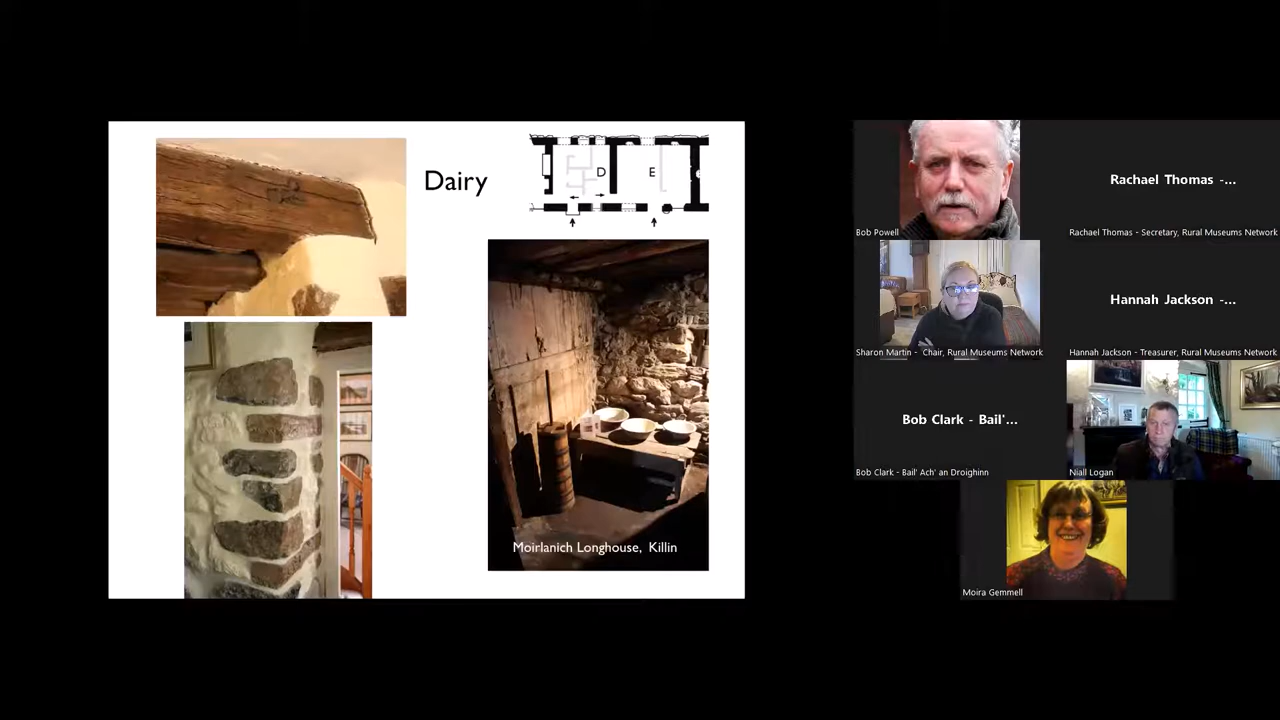 Dairy
D
E
Moirlanich Longhouse, Killin
Bob Powell
Rachael Thomas -...
Rachael Thomas - Secretary, Rural Museums Network
Sharon Martin - Chair, Rural Museums Network
Hannah Jackson -...
Hannah Jackson - Treasurer, Rural Museums Network
Bob Clark - Bail'...
Bob Clark - Bail' Ach' an Droighinn
Niall Logan
Moira Gemmell